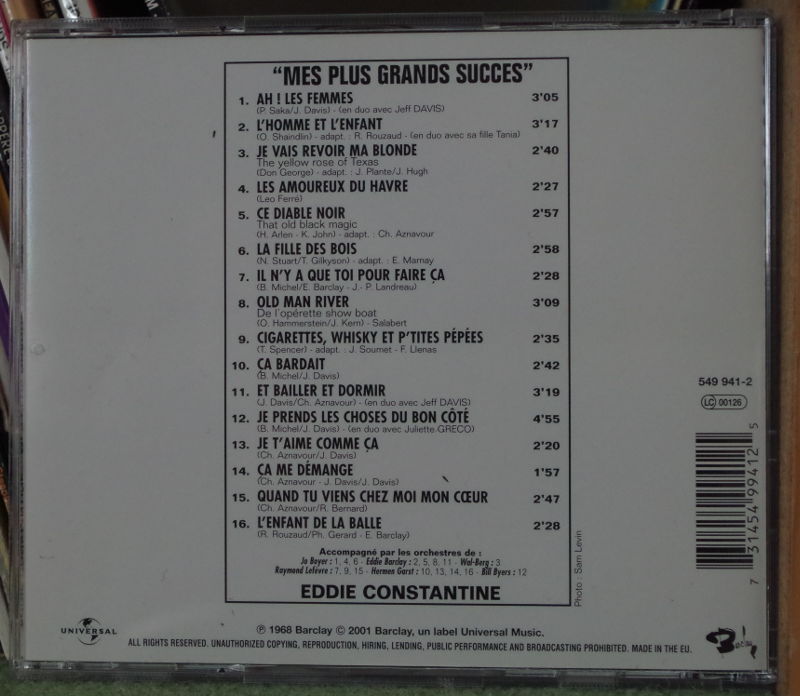 "MES PLUS GRANDS SUCCES"
1. AH ! LES FEMMES 3'05
(P. Saka/J. Davis) - (en duo avec Jeff DAVIS)
2. L'HOMME ET L'ENFANT 3'17
(O. Shaindlin) - adapt. : R. Rouzaud - (en duo avec sa fille Tania)
3. JE VAIS REVOIR MA BLONDE 2'40
The yellow rose of Texas
(Don George) - adapt. : J. Plante/J. Hugh
4. LES AMOUREUX DU HAVRE 2'27
(Leo Ferré)
5. CE DIABLE NOIR 2'57
That old black magic
(H. Arlen - K. John) - adapt. : Ch. Aznavour
6. LA FILLE DES BOIS 2'58
(N. Stuart/T. Gilkyson) - adapt. : E. Marnay
7. IL N'Y A QUE TOI POUR FAIRE ÇA 2'28
(B. Michel/E. Barclay - J.- P. Landreau)
8. OLD MAN RIVER 3'09
De l'opérette show boat
(O. Hammerstein/J. Kern) - Salabert
9. CIGARETTES, WHISKY ET P'TITES PÉPÉES 2'35
(T. Spencer) - adapt. : J. Soumet - F. Llenas
10. ÇA BARDAIT 2'42
(B. Michel/J. Davis)
11. ET BAILLER ET DORMIR 3'19
(J. Davis/Ch. Aznavour) - (en duo avec Jeff DAVIS)
12. JE PRENDS LES CHOSES DU BON CÔTÉ 4'55
(B. Michel/J. Davis) - (en duo avec Juliette GRECO)
13. JE T'AIME COMME ÇA 2'20
(Ch. Aznavour/J. Davis)
14. ÇA ME DÉMANGE 1'57
(Ch. Aznavour - J. Davis/J. Davis)
15. QUAND TU VIENS CHEZ MOI MON CŒUR 2'47
(Ch. Aznavour/R. Bernard)
16. L'ENFANT DE LA BALLE 2'28
(R. Rouzaud/Ph. Gerard - E. Barclay)
Accompagné par les orchestres de :
Jo Boyer : 1, 4, 6 - Eddie Barclay : 2, 5, 8, 11 - Wal-Berg : 3
Raymond Lefèvre : 7, 9, 15 - Hermen Garst : 10, 13, 14, 16 - Bill Byers : 12
EDDIE CONSTANTINE
Photo : Sam Levin
549 941-2
LC 00126
7 31454 99412 5
UNIVERSAL
℗ 1968 Barclay © 2001 Barclay, un label Universal Music.
ALL RIGHTS RESERVED. UNAUTHORIZED COPYING, REPRODUCTION, HIRING, LENDING, PUBLIC PERFORMANCE AND BROADCASTING PROHIBITED. MADE IN THE EU.